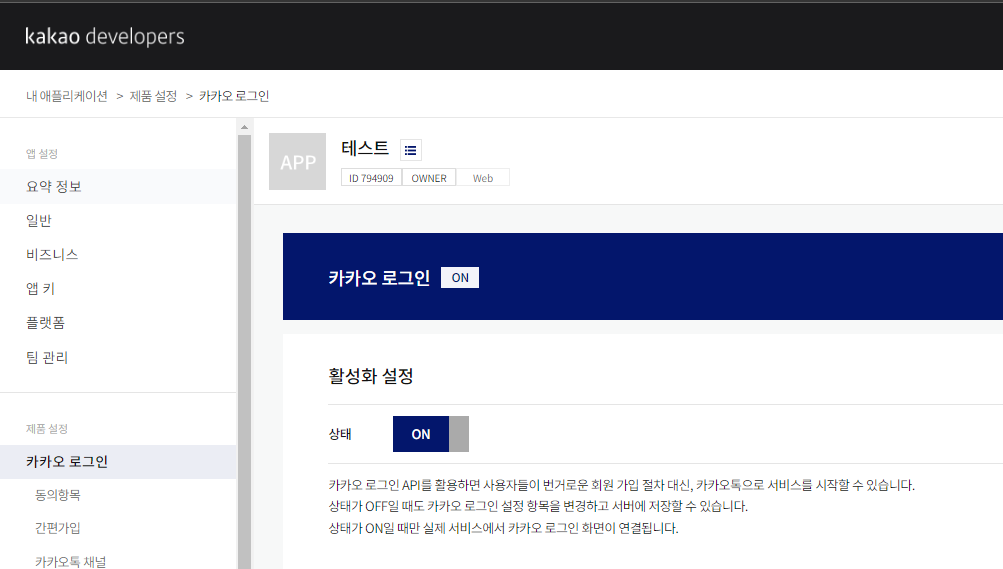 kakao developers
내 애플리케이션 > 제품 설정 > 카카오 로그인
앱 설정
요약 정보
일반
비즈니스
앱 키
플랫폼
팀 관리
제품 설정
카카오 로그인
동의항목
간편가입
카카오톡 채널
APP
테스트
ID 794909 OWNER Web
카카오 로그인 ON
활성화 설정
상태 ON
카카오 로그인 API를 활용하면 사용자들이 번거로운 회원 가입 절차 대신, 카카오톡으로 서비스를 시작할 수 있습니다.
상태가 OFF일 때도 카카오 로그인 설정 항목을 변경하고 서버에 저장할 수 있습니다.
상태가 ON일 때만 실제 서비스에서 카카오 로그인 화면이 연결됩니다.